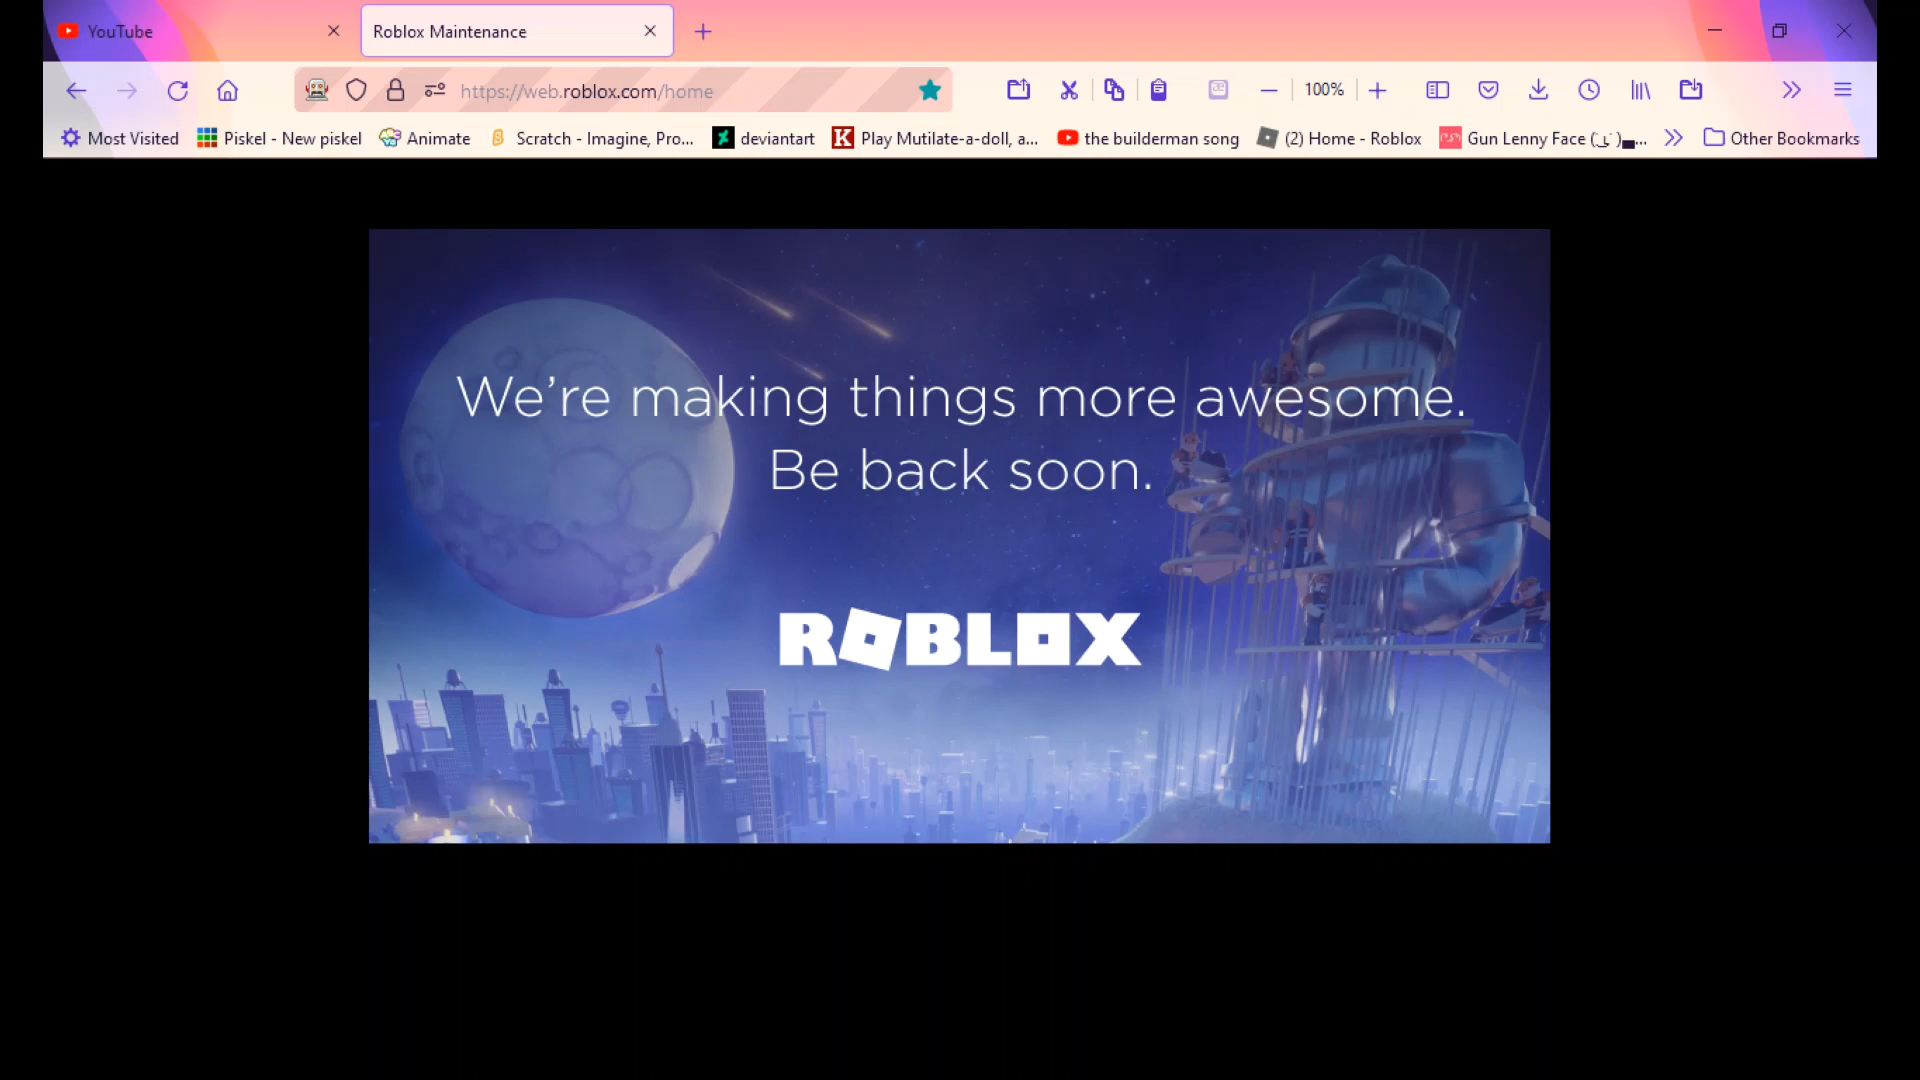 YouTube
Roblox Maintenance
https://web.roblox.com/home
100%
Most Visited
Piskel - New piskel
Animate
Scratch - Imagine, Pro...
deviantart
Play Mutilate-a-doll, a...
the builderman song
(2) Home - Roblox
Gun Lenny Face ( ͜ʖ )▄...
Other Bookmarks
We’re making things more awesome.
Be back soon.
ROBLOX